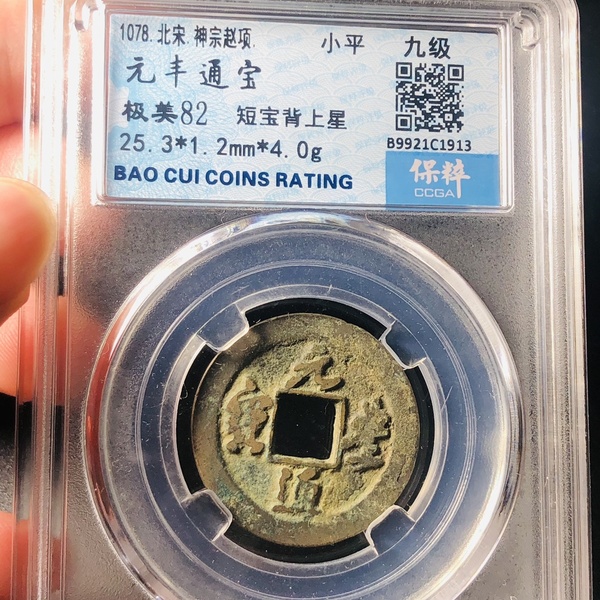 1078.北宋.神宗赵顼.
小平 九级
元丰通宝
极美82 短宝背上星
B9921C1913
25.3*1.2mm*4.0g
BAO CUI COINS RATING
保粹
CCGA
元豊通寳